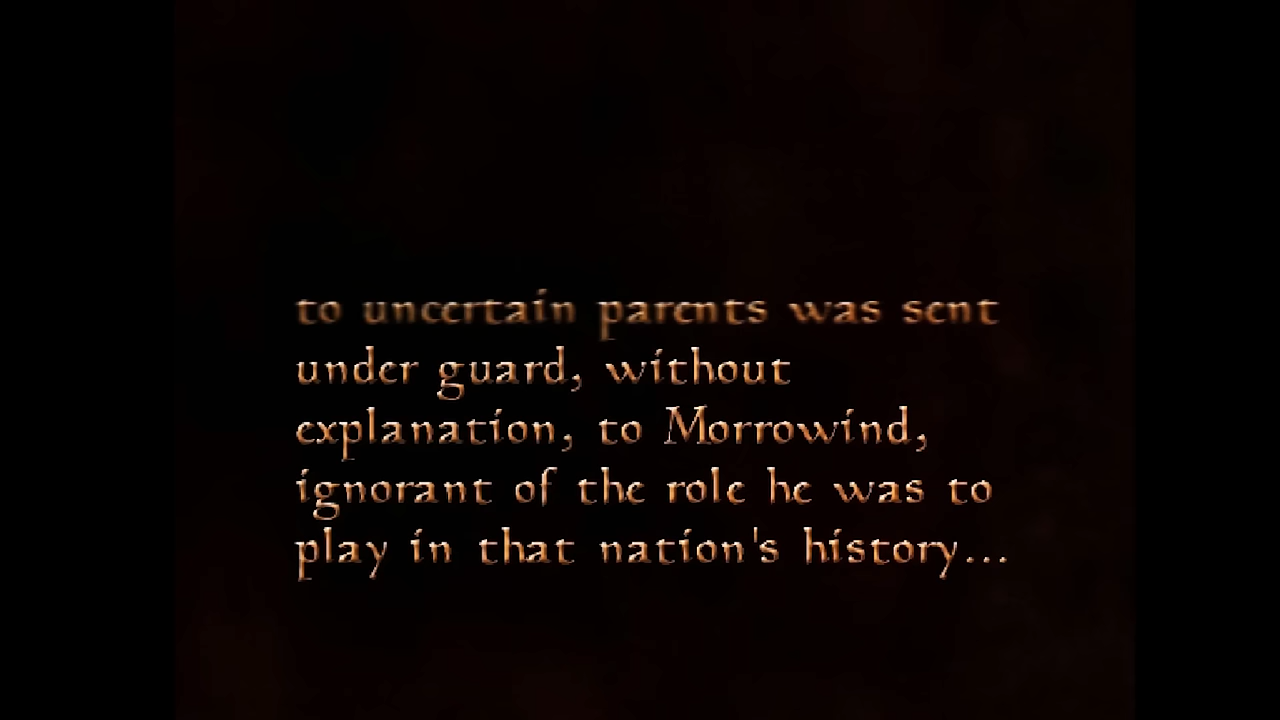 to uncertain parents was sent
under guard, without
explanation, to Morrowind,
ignorant of the role he was to
play in that nation's history...